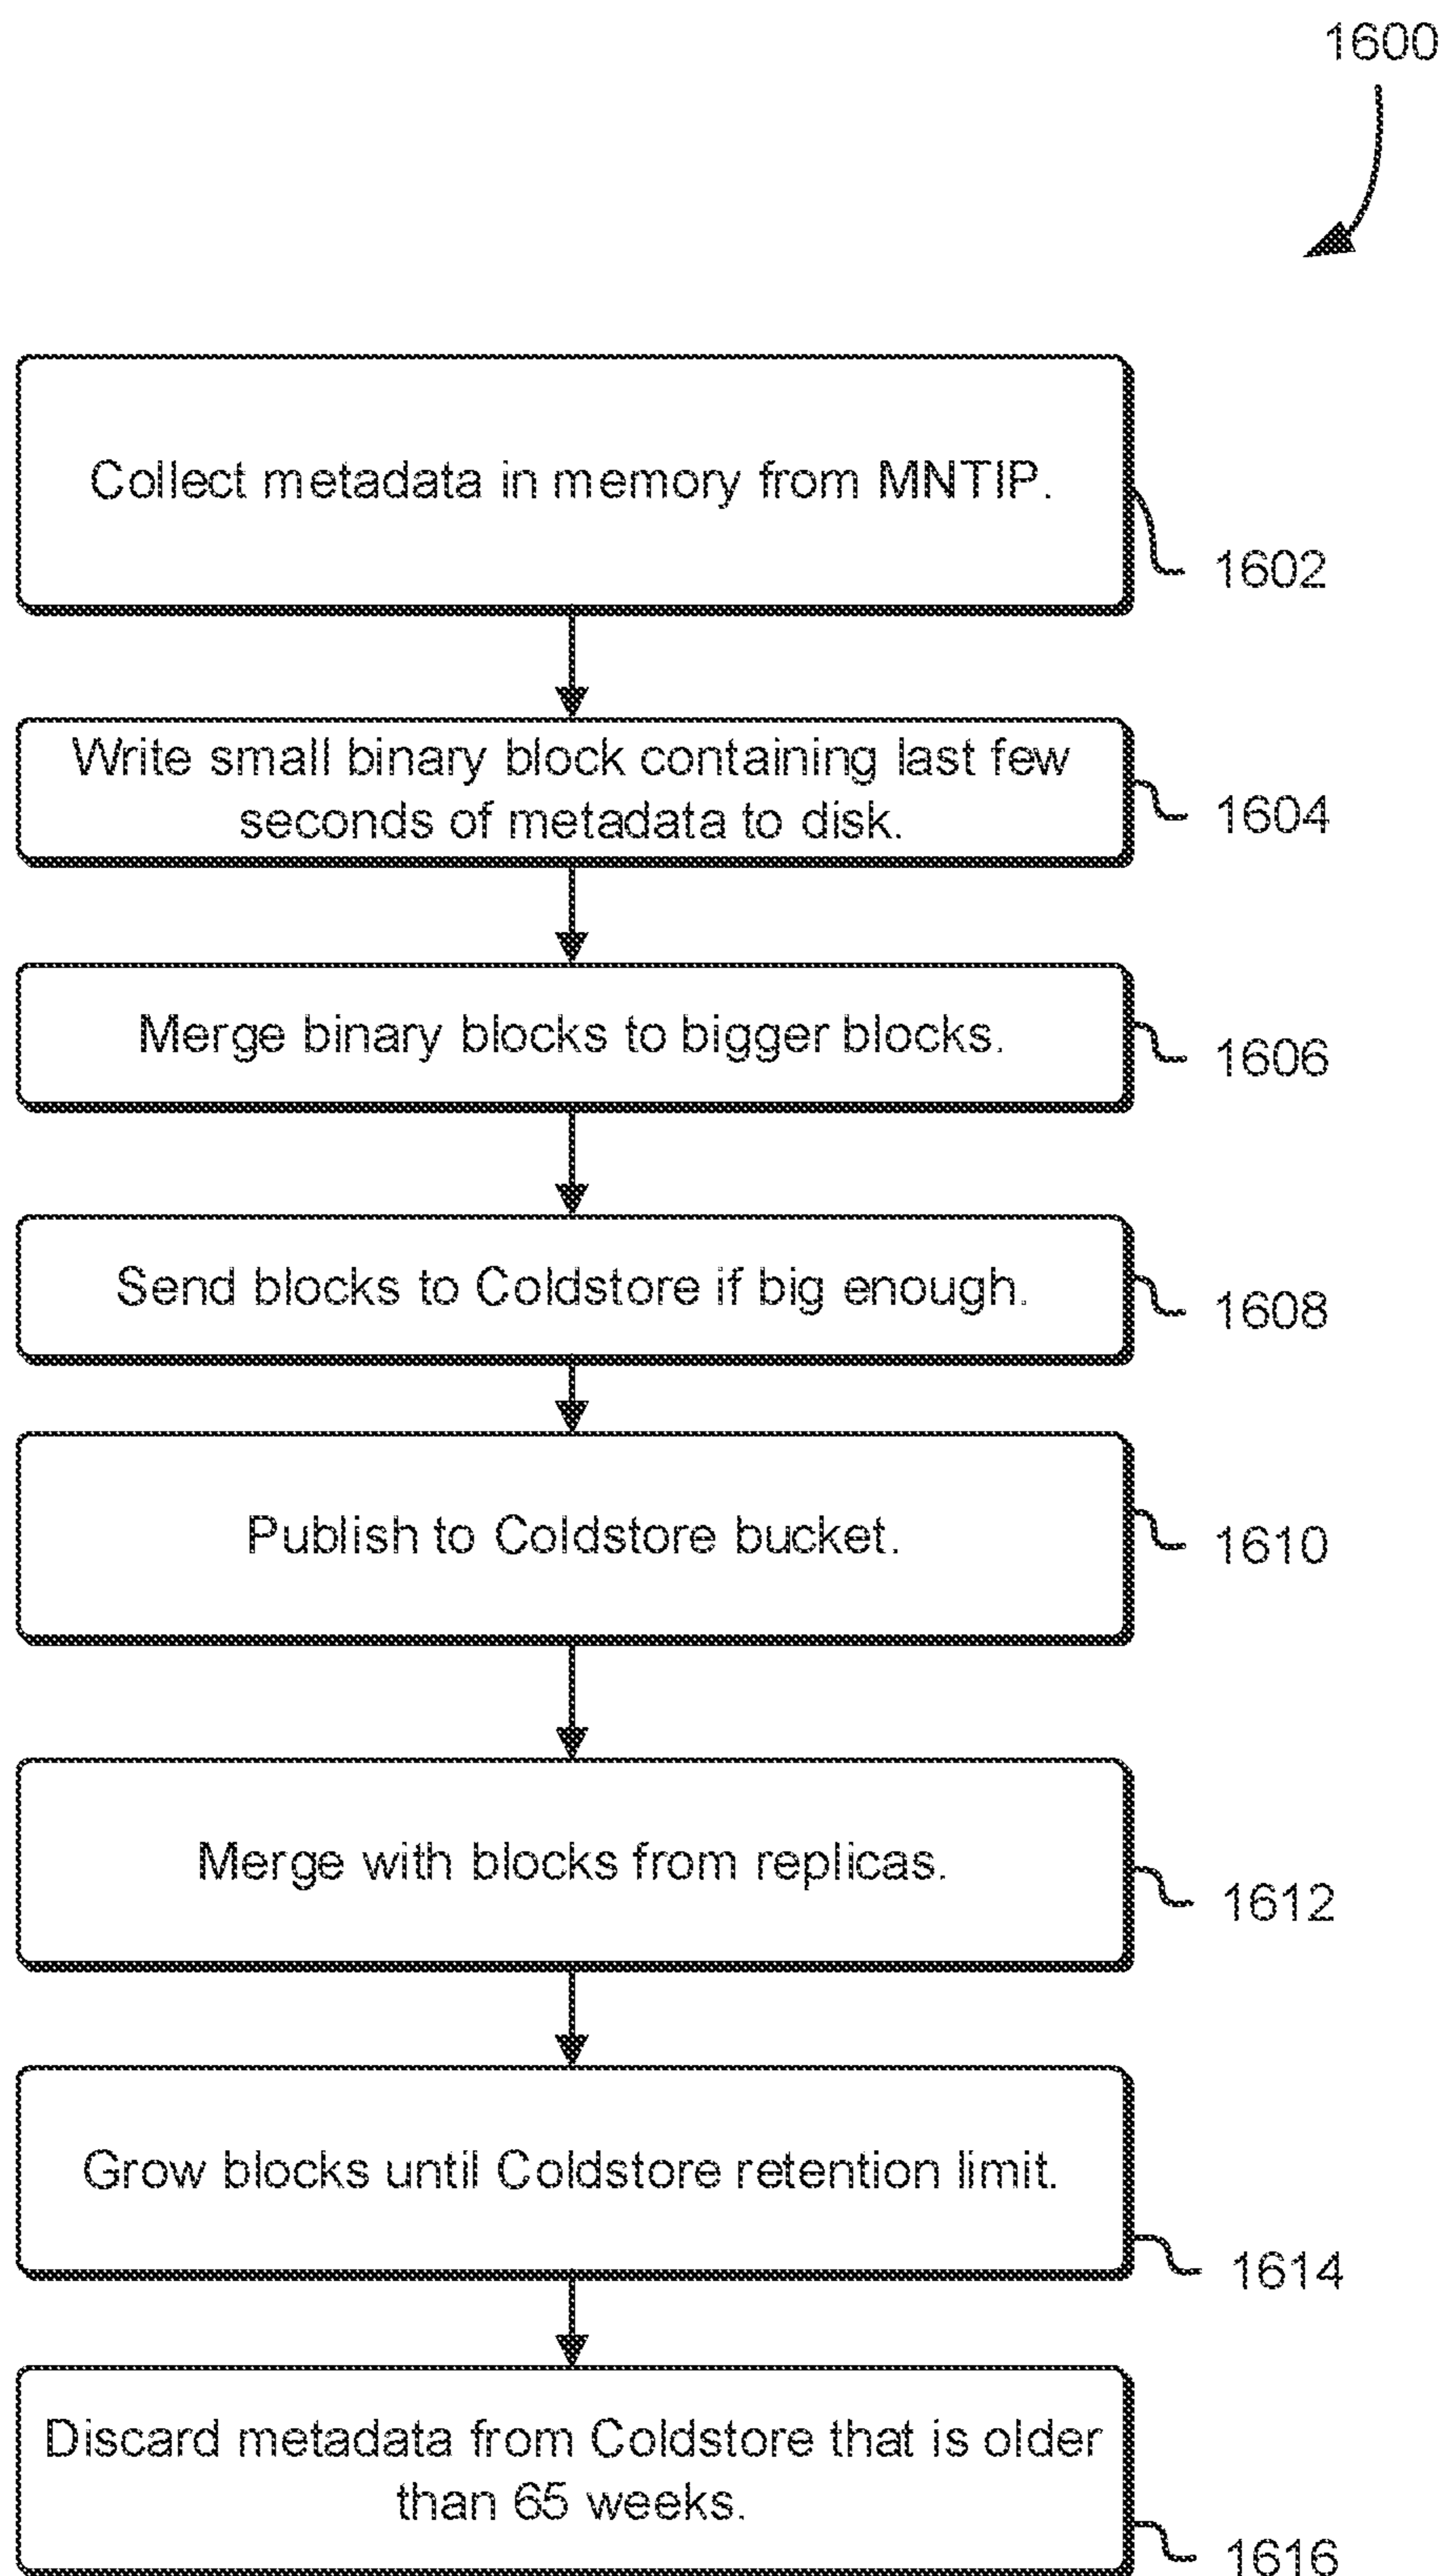 1600
Collect metadata in memory from MNTIP.
1602
Write small binary block containing last few
seconds of metadata to disk.
1604
Merge binary blocks to bigger blocks.
1606
Send blocks to Coldstore if big enough.
1608
Publish to Coldstore bucket.
1610
Merge with blocks from replicas.
1612
Grow blocks until Coldstore retention limit.
1614
Discard metadata from Coldstore that is older
than 65 weeks.
1616